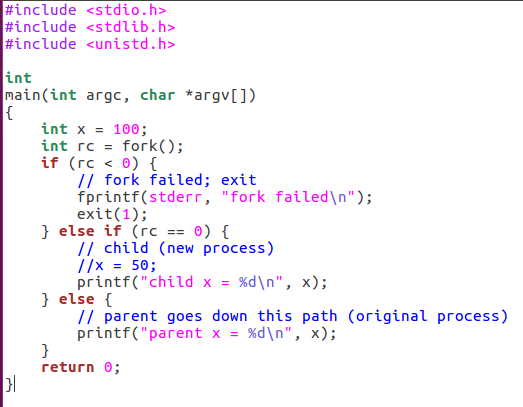 #include <stdio.h>
#include <stdlib.h>
#include <unistd.h>
int
main(int argc, char *argv[])
{
    int x = 100;
    int rc = fork();
    if (rc < 0) {
        // fork failed; exit
        fprintf(stderr, "fork failed\n");
        exit(1);
    } else if (rc == 0) {
        // child (new process)
        //x = 50;
        printf("child x = %d\n", x);
    } else {
        // parent goes down this path (original process)
        printf("parent x = %d\n", x);
    }
    return 0;
}